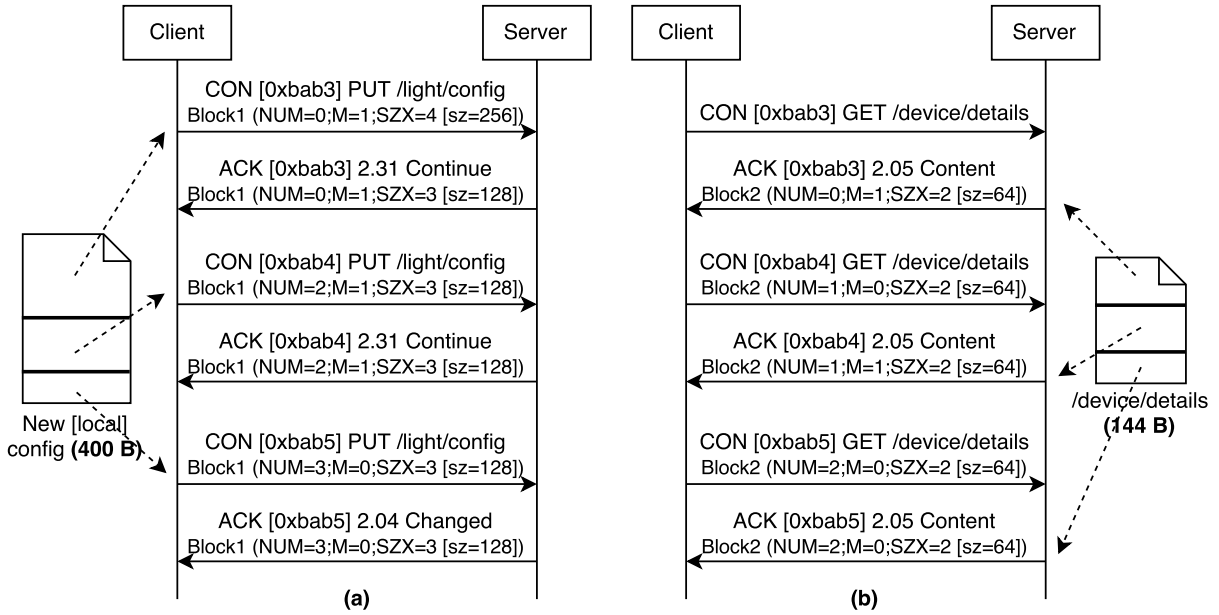 Client
Server
CON [0xbab3] PUT /light/config
Block1 (NUM=0;M=1;SZX=4 [sz=256])
ACK [0xbab3] 2.31 Continue
Block1 (NUM=0;M=1;SZX=3 [sz=128])
CON [0xbab4] PUT /light/config
Block1 (NUM=2;M=1;SZX=3 [sz=128])
ACK [0xbab4] 2.31 Continue
Block1 (NUM=2;M=1;SZX=3 [sz=128])
New [local]
config (400 B)
CON [0xbab5] PUT /light/config
Block1 (NUM=3;M=0;SZX=3 [sz=128])
ACK [0xbab5] 2.04 Changed
Block1 (NUM=3;M=0;SZX=3 [sz=128])
(a)
Client
Server
CON [0xbab3] GET /device/details
ACK [0xbab3] 2.05 Content
Block2 (NUM=0;M=1;SZX=2 [sz=64])
CON [0xbab4] GET /device/details
Block2 (NUM=1;M=0;SZX=2 [sz=64])
ACK [0xbab4] 2.05 Content
Block2 (NUM=1;M=1;SZX=2 [sz=64])
/device/details
(144 B)
CON [0xbab5] GET /device/details
Block2 (NUM=2;M=0;SZX=2 [sz=64])
ACK [0xbab5] 2.05 Content
Block2 (NUM=2;M=0;SZX=2 [sz=64])
(b)